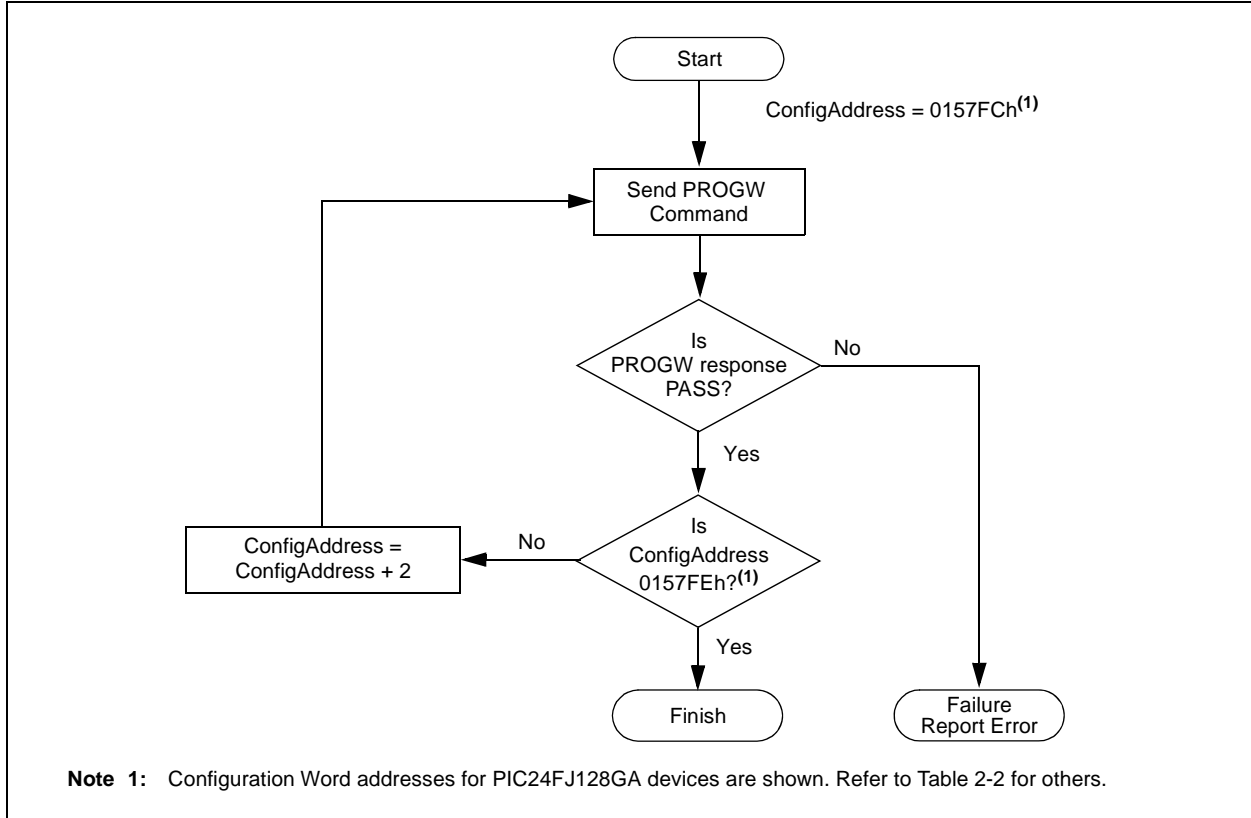 Start
ConfigAddress = 0157FCh(1)
Send PROGW
Command
Is
PROGW response
PASS?
No
Yes
Is
ConfigAddress
0157FEh?(1)
No
ConfigAddress =
ConfigAddress + 2
Yes
Finish
Failure
Report Error
Note 1: Configuration Word addresses for PIC24FJ128GA devices are shown. Refer to Table 2-2 for others.